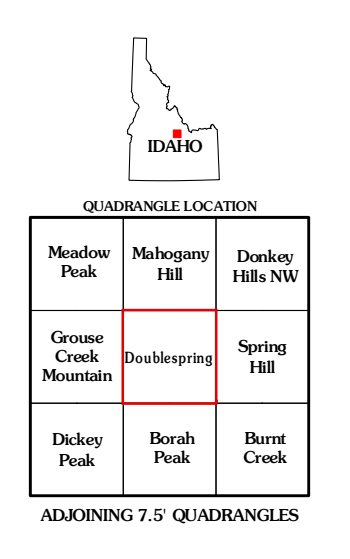 IDAHO
QUADRANGLE LOCATION
Meadow Peak
Mahogany Hill
Donkey Hills NW
Grouse Creek Mountain
Doublespring
Spring Hill
Dickey Peak
Borah Peak
Burnt Creek
ADJOINING 7.5' QUADRANGLES